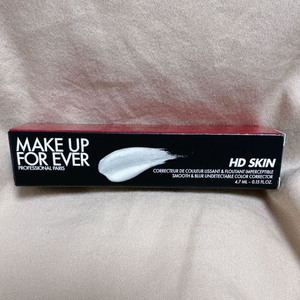 MAKE UP
FOR EVER
PROFESSIONAL PARIS
HD SKIN
CORRECTEUR DE COULEUR LISSANT & FLOUTANT IMPERCEPTIBLE
SMOOTH & BLUR UNDETECTABLE COLOR CORRECTOR
4.7 ML - 0.15 FL.OZ.